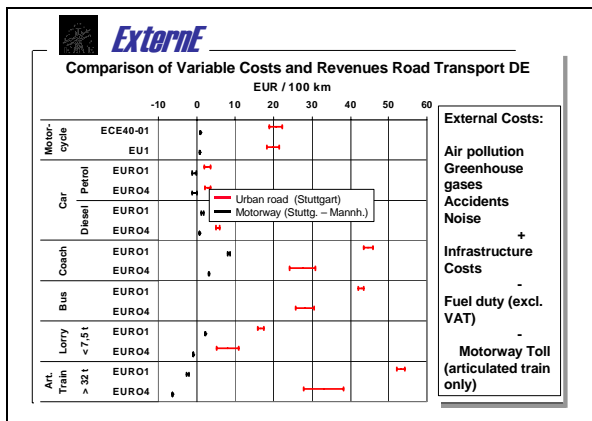 ExternE
Comparison of Variable Costs and Revenues Road Transport DE
EUR / 100 km
-10 0 10 20 30 40 50 60
Motor-
cycle
ECE40-01
EU1
Car
Petrol
EURO1
EURO4
Diesel
EURO1
EURO4
Urban road (Stuttgart)
Motorway (Stuttg. – Mannh.)
Coach
EURO1
EURO4
Bus
EURO1
EURO4
Lorry
< 7,5 t
EURO1
EURO4
Art.
Train
> 32 t
EURO1
EURO4
External Costs:
Air pollution
Greenhouse
gases
Accidents
Noise
+
Infrastructure
Costs
-
Fuel duty (excl.
VAT)
-
Motorway Toll
(articulated train
only)